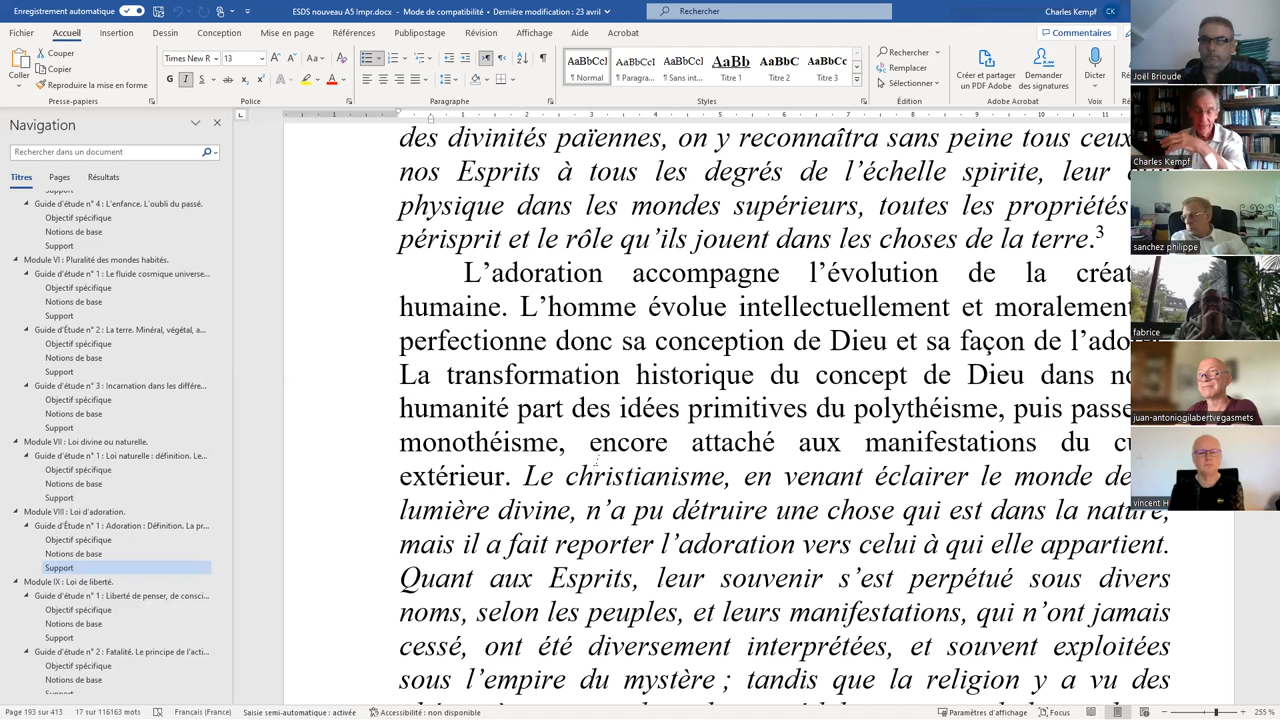 Enregistrement automatique
ESDS nouveau A5 Impr.docx - Mode de compatibilité • Dernière modification : 23 avril
Rechercher
Charles Kempf
CK
Fichier Accueil Insertion Dessin Conception Mise en page Références Publipostage Révision Affichage Aide Acrobat
Commentaires
Coller
Couper
Copier
Reproduire la mise en forme
Presse-papiers
Times New R 13
Police
Paragraphe
AaBbCcI AaBbCcI AaBbCcI AaBb AaBbC AaBbCc
¶ Normal ¶ Paragra... ¶ Sans int... Titre 1 Titre 2 Titre 3
Styles
Rechercher
Remplacer
Sélectionner
Édition
Créer et partager un PDF Adobe
Demander des signatures
Adobe Acrobat
Dicter
Navigation
Rechercher dans un document
Titres Pages Résultats
Support
Guide d'étude n° 4 : L'enfance. L'oubli du passé.
Objectif spécifique
Notions de base
Support
Module VI : Pluralité des mondes habités.
Guide d'étude n° 1 : Le fluide cosmique universe...
Objectif spécifique
Notions de base
Support
Guide d'Étude n° 2 : La terre. Minéral, végétal, a...
Objectif spécifique
Notions de base
Support
Guide d'étude n° 3 : Incarnation dans les différe...
Objectif spécifique
Notions de base
Support
Module VII : Loi divine ou naturelle.
Guide d'étude n° 1 : Loi naturelle : définition. Le...
Objectif spécifique
Notions de base
Support
Module VIII : Loi d'adoration.
Guide d'Étude n° 1 : Adoration : Définition. La pr...
Objectif spécifique
Notions de base
Support
Module IX : Loi de liberté.
Guide d'étude n° 1 : Liberté de penser, de consci...
Objectif spécifique
Notions de base
Support
Guide d'étude n° 2 : Fatalité. Le principe de l'acti...
Objectif spécifique
Notions de base
des divinités païennes, on y reconnaîtra sans peine tous ceux
nos Esprits à tous les degrés de l'échelle spirite, leur
physique dans les mondes supérieurs, toutes les propriétés
périsprit et le rôle qu'ils jouent dans les choses de la terre.3
L'adoration accompagne l'évolution de la créat
humaine. L'homme évolue intellectuellement et moralement
perfectionne donc sa conception de Dieu et sa façon de l'ado
La transformation historique du concept de Dieu dans no
humanité part des idées primitives du polythéisme, puis passe
monothéisme, encore attaché aux manifestations du cu
extérieur. Le christianisme, en venant éclairer le monde de
lumière divine, n'a pu détruire une chose qui est dans la nature,
mais il a fait reporter l'adoration vers celui à qui elle appartient.
Quant aux Esprits, leur souvenir s'est perpétué sous divers
noms, selon les peuples, et leurs manifestations, qui n'ont jamais
cessé, ont été diversement interprétées, et souvent exploitées
sous l'empire du mystère ; tandis que la religion y a vu des
Joël Brioude
Charles Kempf
sanchez philippe
fabrice
juan-antoniogilabertvegasmets
vincent H
Page 193 sur 413 17 sur 116163 mots Français (France) Saisie semi-automatique : activée Accessibilité : non disponible
Paramètres d'affichage Focus 255 %